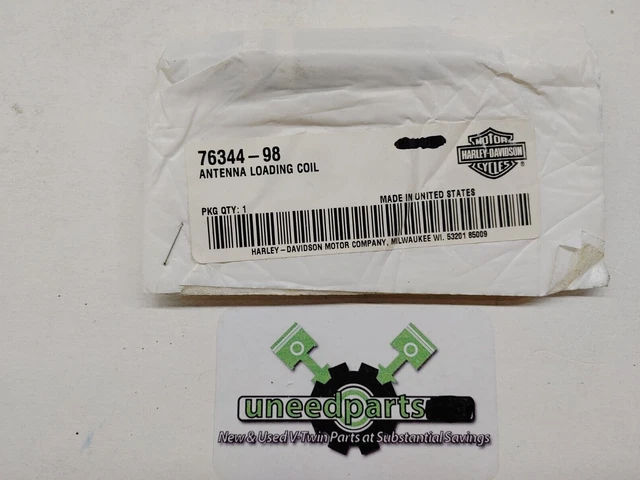 76344-98
ANTENNA LOADING COIL
MOTOR
HARLEY-DAVIDSON
CYCLES
®
PKG QTY: 1
MADE IN UNITED STATES
HARLEY-DAVIDSON MOTOR COMPANY, MILWAUKEE WI. 53201 85009
uneedparts
New & Used V-Twin Parts at Substantial Savings